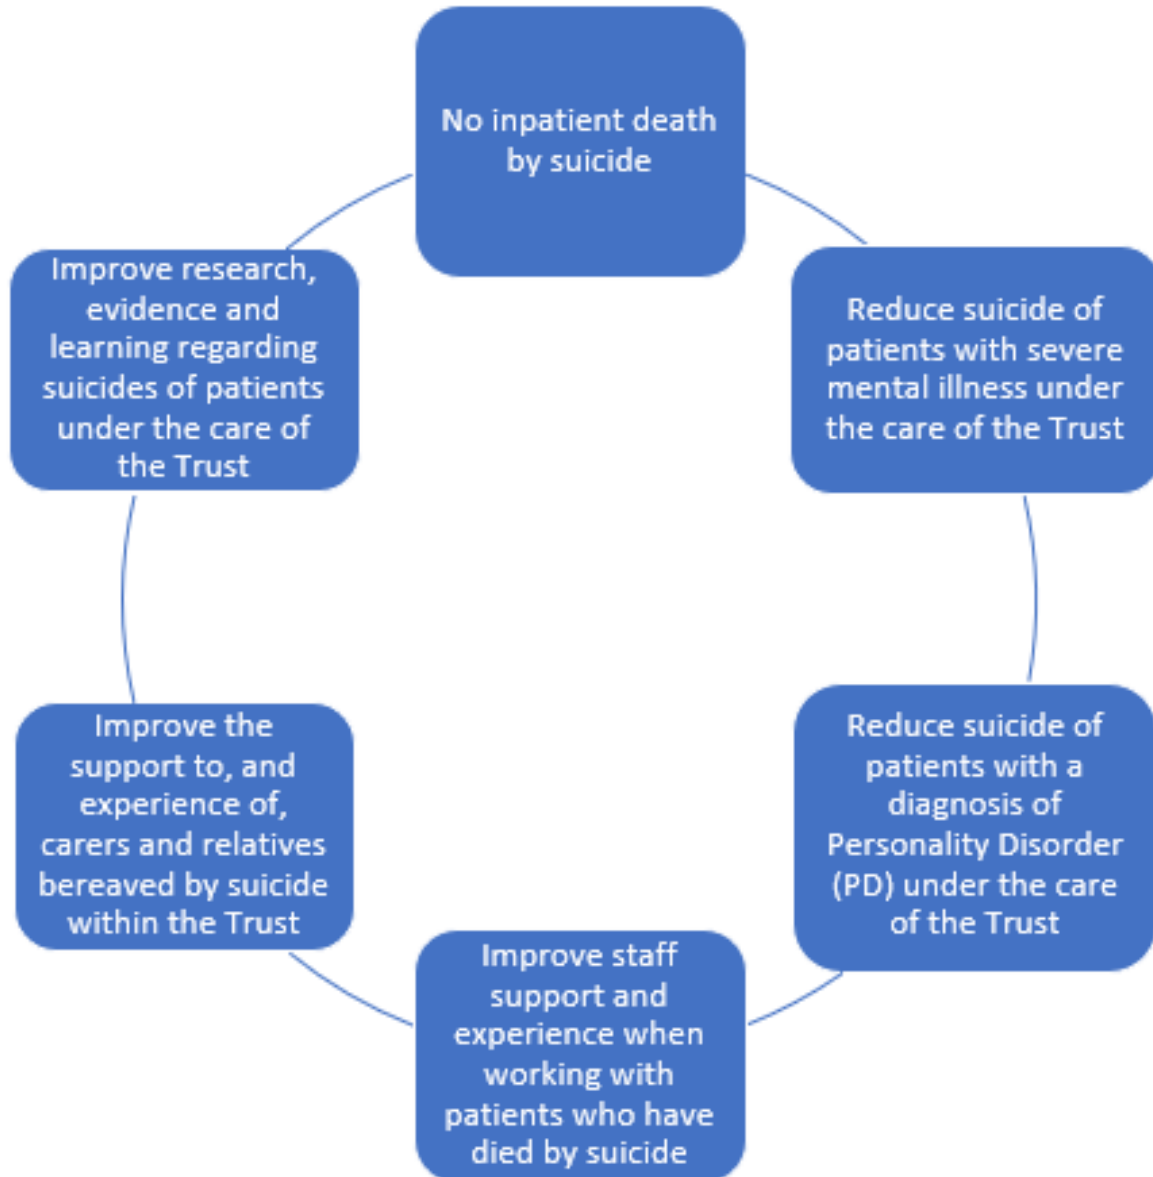 No inpatient death
by suicide
Reduce suicide of
patients with severe
mental illness under
the care of the Trust
Reduce suicide of
patients with a
diagnosis of
Personality Disorder
(PD) under the care
of the Trust
Improve staff
support and
experience when
working with
patients who have
died by suicide
Improve the
support to, and
experience of,
carers and relatives
bereaved by suicide
within the Trust
Improve research,
evidence and
learning regarding
suicides of patients
under the care of
the Trust